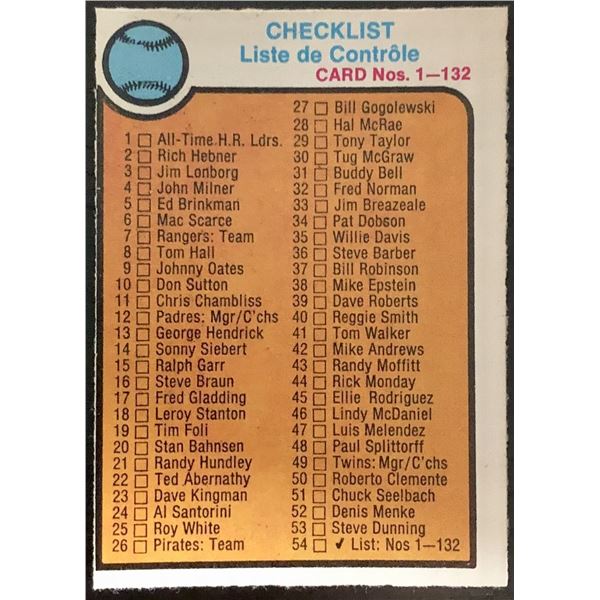 CHECKLIST
Liste de Contrôle
CARD Nos. 1—132
1 All-Time H.R. Ldrs.
2 Rich Hebner
3 Jim Lonborg
4 John Milner
5 Ed Brinkman
6 Mac Scarce
7 Rangers: Team
8 Tom Hall
9 Johnny Oates
10 Don Sutton
11 Chris Chambliss
12 Padres: Mgr/C'chs
13 George Hendrick
14 Sonny Siebert
15 Ralph Garr
16 Steve Braun
17 Fred Gladding
18 Leroy Stanton
19 Tim Foli
20 Stan Bahnsen
21 Randy Hundley
22 Ted Abernathy
23 Dave Kingman
24 Al Santorini
25 Roy White
26 Pirates: Team
27 Bill Gogolewski
28 Hal McRae
29 Tony Taylor
30 Tug McGraw
31 Buddy Bell
32 Fred Norman
33 Jim Breazeale
34 Pat Dobson
35 Willie Davis
36 Steve Barber
37 Bill Robinson
38 Mike Epstein
39 Dave Roberts
40 Reggie Smith
41 Tom Walker
42 Mike Andrews
43 Randy Moffitt
44 Rick Monday
45 Ellie Rodriguez
46 Lindy McDaniel
47 Luis Melendez
48 Paul Splittorff
49 Twins: Mgr/C'chs
50 Roberto Clemente
51 Chuck Seelbach
52 Denis Menke
53 Steve Dunning
54 ✓ List: Nos 1—132